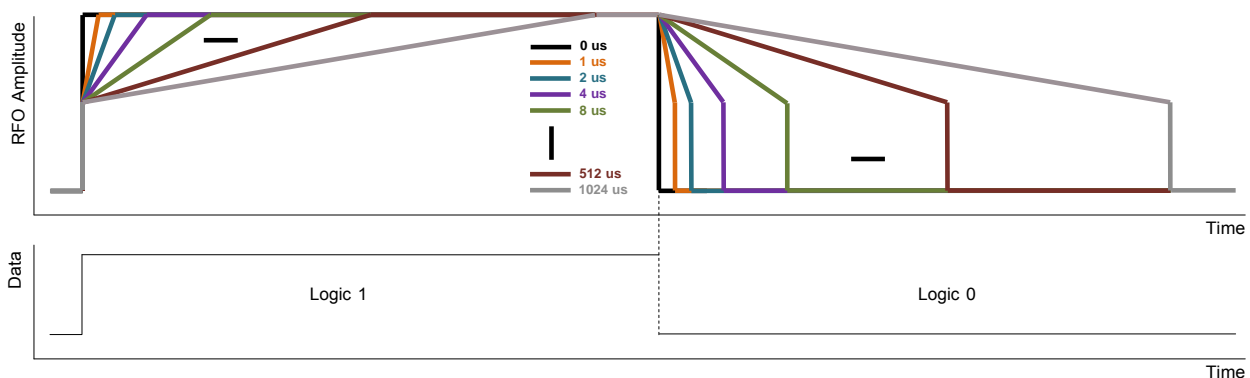 RFO Amplitude
0 us
1 us
2 us
4 us
8 us
512 us
1024 us
Time
Data
Logic 1
Logic 0
Time